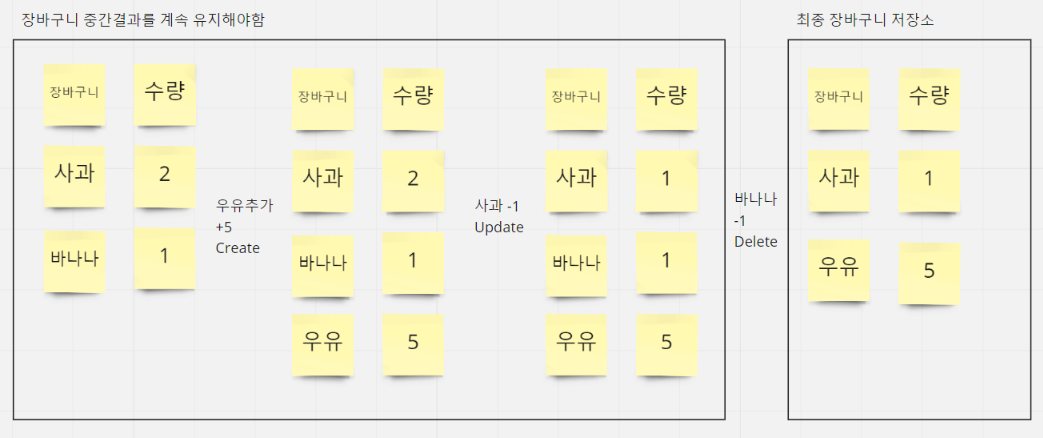 장바구니 중간결과를 계속 유지해야함
장바구니 수량
사과 2
바나나 1
우유추가
+5
Create
장바구니 수량
사과 2
바나나 1
우유 5
사과 -1
Update
장바구니 수량
사과 1
바나나 1
우유 5
바나나
-1
Delete
최종 장바구니 저장소
장바구니 수량
사과 1
우유 5